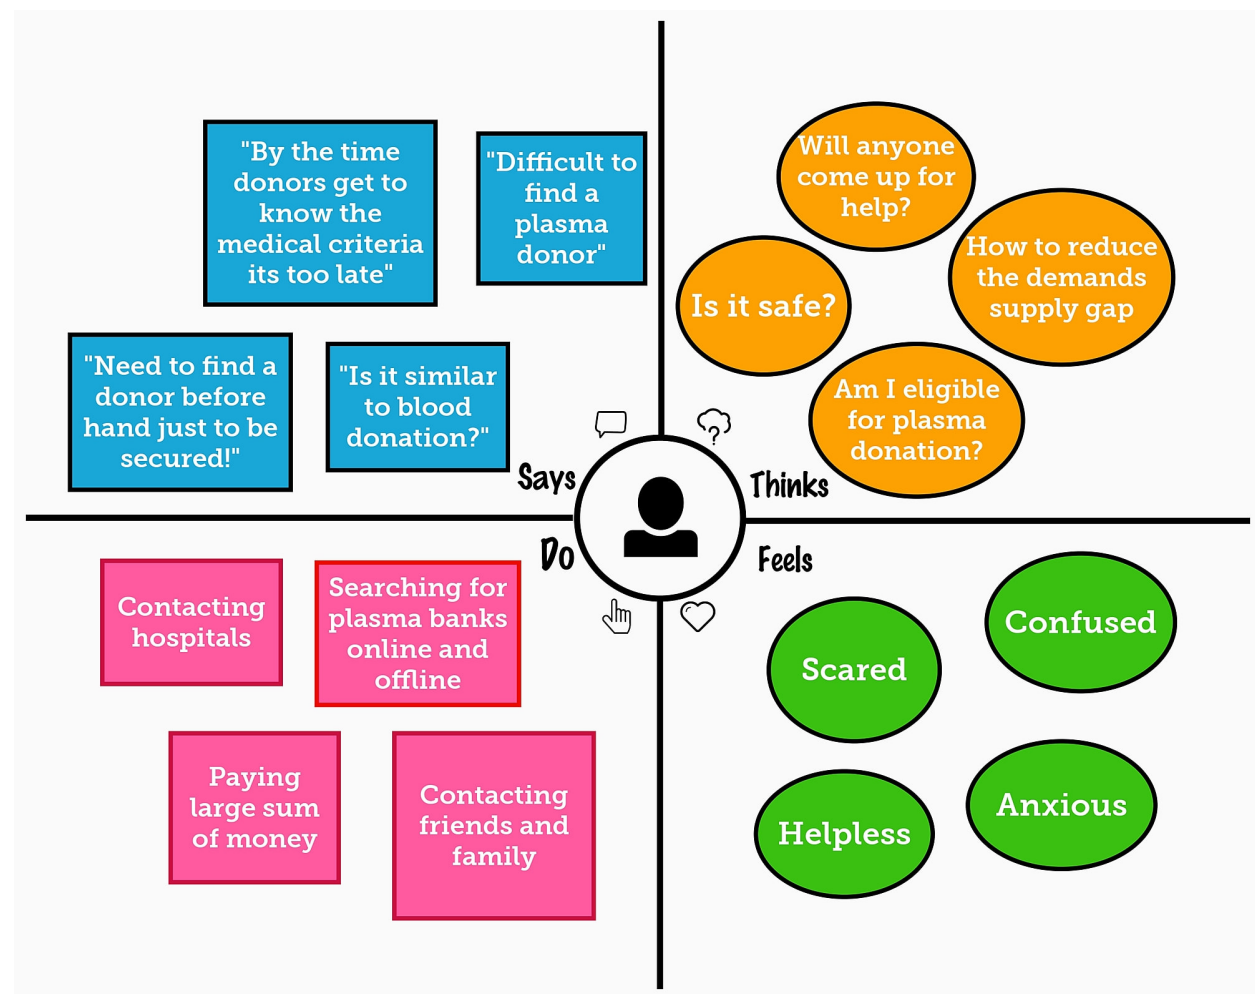 "By the time
donors get to
know the
medical criteria
its too late"
"Difficult to
find a
plasma
donor"
"Need to find a
donor before
hand just to be
secured!"
"Is it similar
to blood
donation?"
Says
Will anyone
come up for
help?
How to reduce
the demands
supply gap
Is it safe?
Am I eligible
for plasma
donation?
Thinks
Do
Contacting
hospitals
Searching for
plasma banks
online and
offline
Paying
large sum
of money
Contacting
friends and
family
Feels
Scared
Confused
Helpless
Anxious